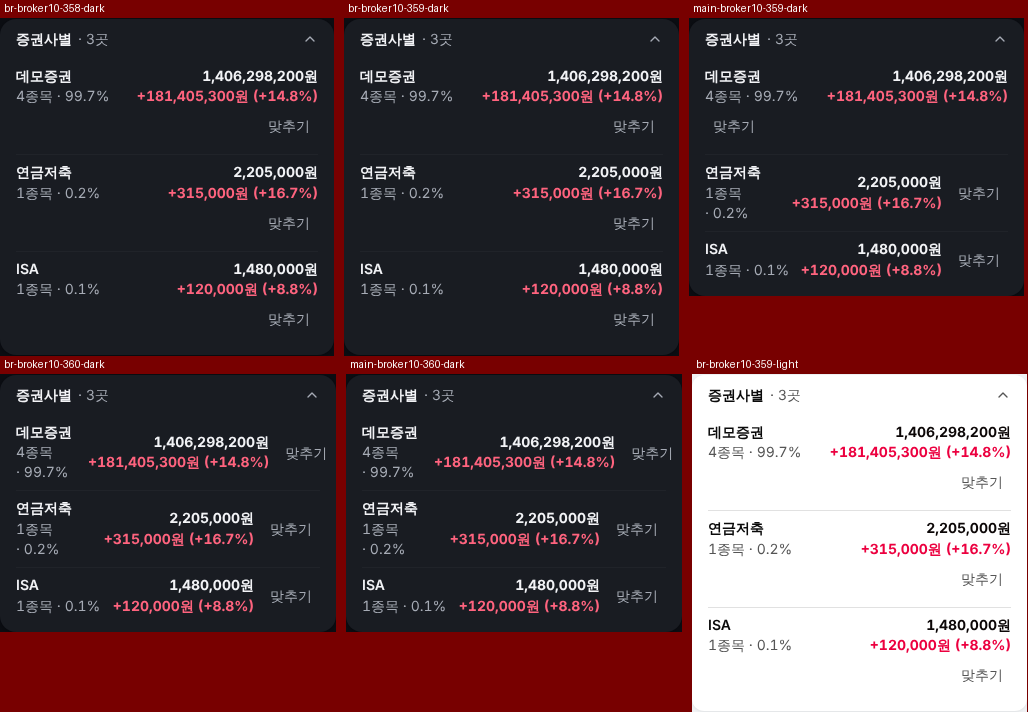 br-broker10-358-dark
증권사별 · 3곳
데모증권 1,406,298,200원
4종목 · 99.7% +181,405,300원 (+14.8%)
맞추기
연금저축 2,205,000원
1종목 · 0.2% +315,000원 (+16.7%)
맞추기
ISA 1,480,000원
1종목 · 0.1% +120,000원 (+8.8%)
맞추기
br-broker10-359-dark
증권사별 · 3곳
데모증권 1,406,298,200원
4종목 · 99.7% +181,405,300원 (+14.8%)
맞추기
연금저축 2,205,000원
1종목 · 0.2% +315,000원 (+16.7%)
맞추기
ISA 1,480,000원
1종목 · 0.1% +120,000원 (+8.8%)
맞추기
main-broker10-359-dark
증권사별 · 3곳
데모증권 1,406,298,200원
4종목 · 99.7% +181,405,300원 (+14.8%)
맞추기
연금저축
2,205,000원
1종목
맞추기
+315,000원 (+16.7%)
· 0.2%
ISA 1,480,000원
맞추기
1종목 · 0.1% +120,000원 (+8.8%)
br-broker10-360-dark
증권사별 · 3곳
데모증권
1,406,298,200원
4종목
맞추기
+181,405,300원 (+14.8%)
· 99.7%
연금저축
2,205,000원
1종목
맞추기
+315,000원 (+16.7%)
· 0.2%
ISA 1,480,000원
맞추기
1종목 · 0.1% +120,000원 (+8.8%)
main-broker10-360-dark
증권사별 · 3곳
데모증권
1,406,298,200원
4종목
맞추기
+181,405,300원 (+14.8%)
· 99.7%
연금저축
2,205,000원
1종목
맞추기
+315,000원 (+16.7%)
· 0.2%
ISA 1,480,000원
맞추기
1종목 · 0.1% +120,000원 (+8.8%)
br-broker10-359-light
증권사별 · 3곳
데모증권 1,406,298,200원
4종목 · 99.7% +181,405,300원 (+14.8%)
맞추기
연금저축 2,205,000원
1종목 · 0.2% +315,000원 (+16.7%)
맞추기
ISA 1,480,000원
1종목 · 0.1% +120,000원 (+8.8%)
맞추기